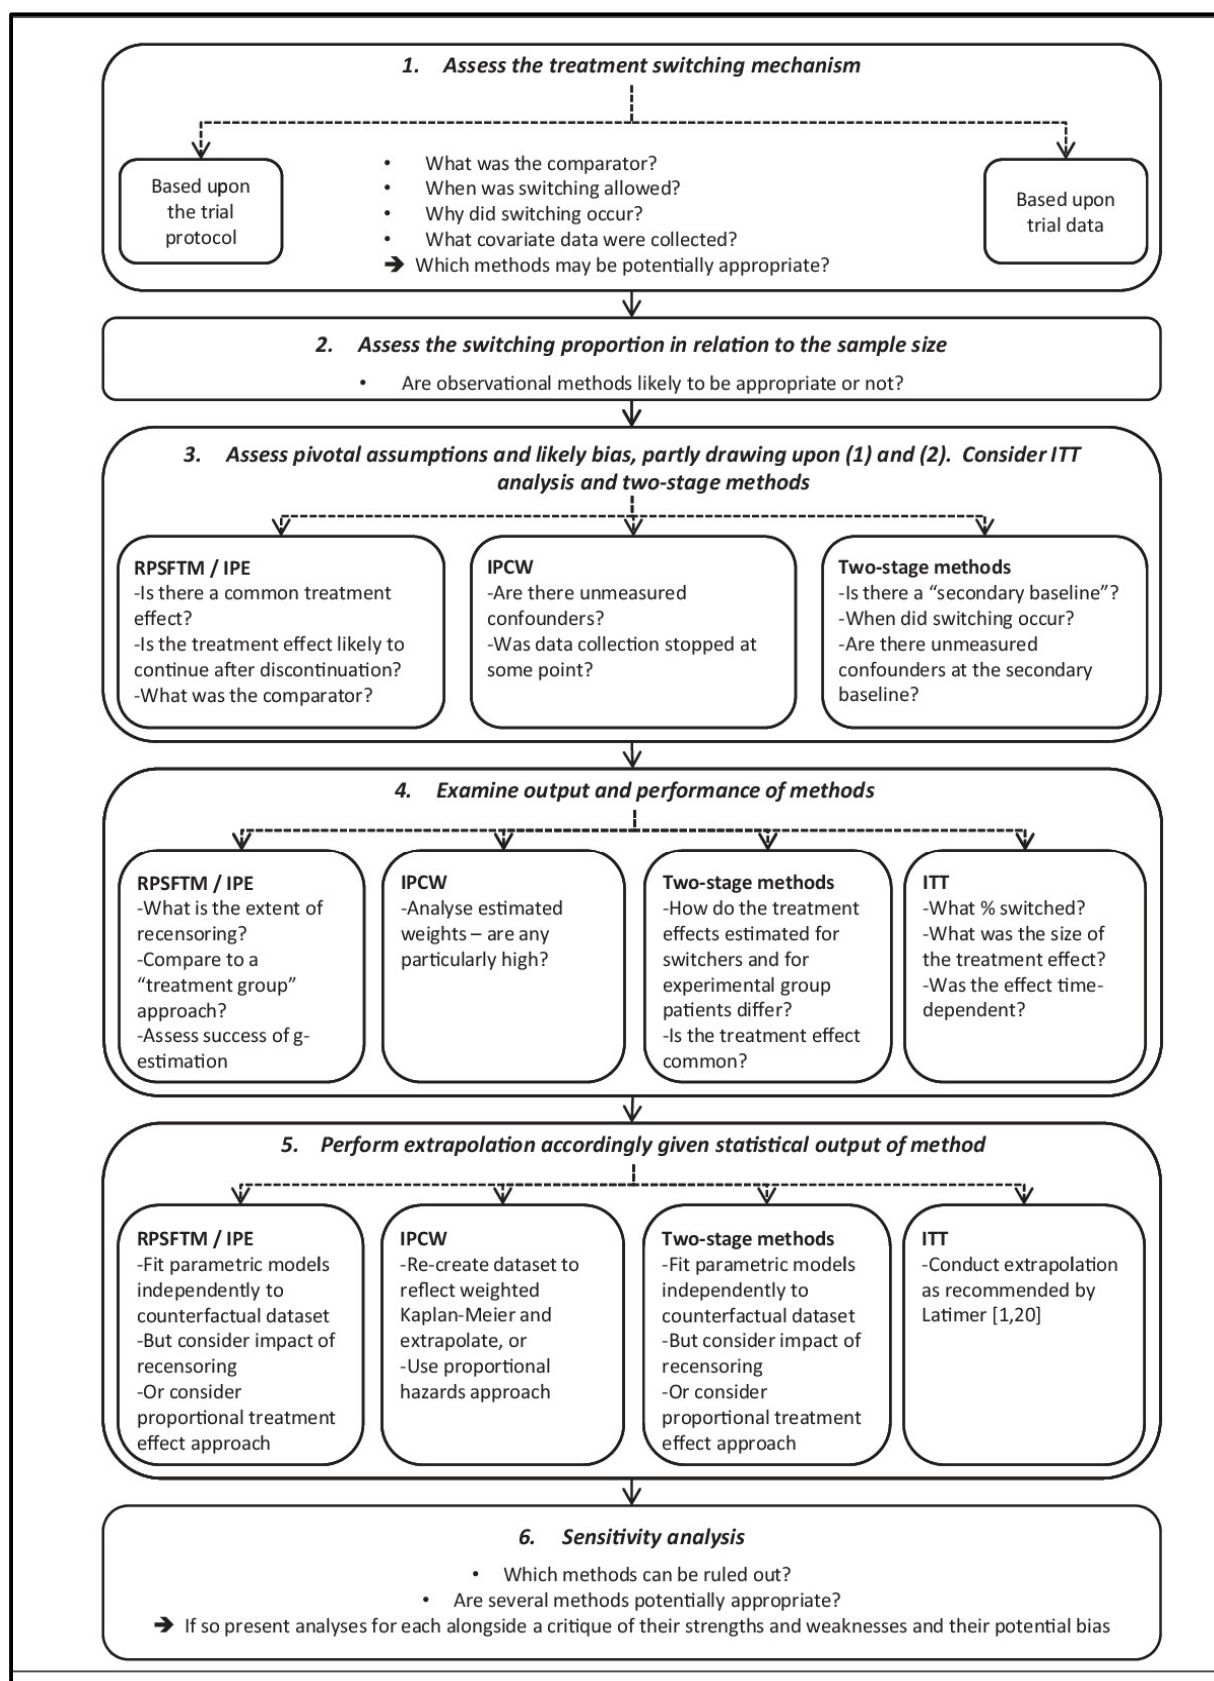 1. Assess the treatment switching mechanism
Based upon
the trial
protocol
• What was the comparator?
• When was switching allowed?
• Why did switching occur?
• What covariate data were collected?
➔ Which methods may be potentially appropriate?
Based upon
trial data
2. Assess the switching proportion in relation to the sample size
• Are observational methods likely to be appropriate or not?
3. Assess pivotal assumptions and likely bias, partly drawing upon (1) and (2). Consider ITT
analysis and two-stage methods
RPSFTM / IPE
-Is there a common treatment
effect?
-Is the treatment effect likely to
continue after discontinuation?
-What was the comparator?
IPCW
-Are there unmeasured
confounders?
-Was data collection stopped at
some point?
Two-stage methods
-Is there a “secondary baseline”?
-When did switching occur?
-Are there unmeasured
confounders at the secondary
baseline?
4. Examine output and performance of methods
RPSFTM / IPE
-What is the extent of
recensoring?
-Compare to a
“treatment group”
approach?
-Assess success of g-
estimation
IPCW
-Analyse estimated
weights – are any
particularly high?
Two-stage methods
-How do the treatment
effects estimated for
switchers and for
experimental group
patients differ?
-Is the treatment effect
common?
ITT
-What % switched?
-What was the size of
the treatment effect?
-Was the effect time-
dependent?
5. Perform extrapolation accordingly given statistical output of method
RPSFTM / IPE
-Fit parametric models
independently to
counterfactual dataset
-But consider impact of
recensoring
-Or consider
proportional treatment
effect approach
IPCW
-Re-create dataset to
reflect weighted
Kaplan-Meier and
extrapolate, or
-Use proportional
hazards approach
Two-stage methods
-Fit parametric models
independently to
counterfactual dataset
-But consider impact of
recensoring
-Or consider
proportional treatment
effect approach
ITT
-Conduct extrapolation
as recommended by
Latimer [1,20]
6. Sensitivity analysis
• Which methods can be ruled out?
• Are several methods potentially appropriate?
➔ If so present analyses for each alongside a critique of their strengths and weaknesses and their potential bias